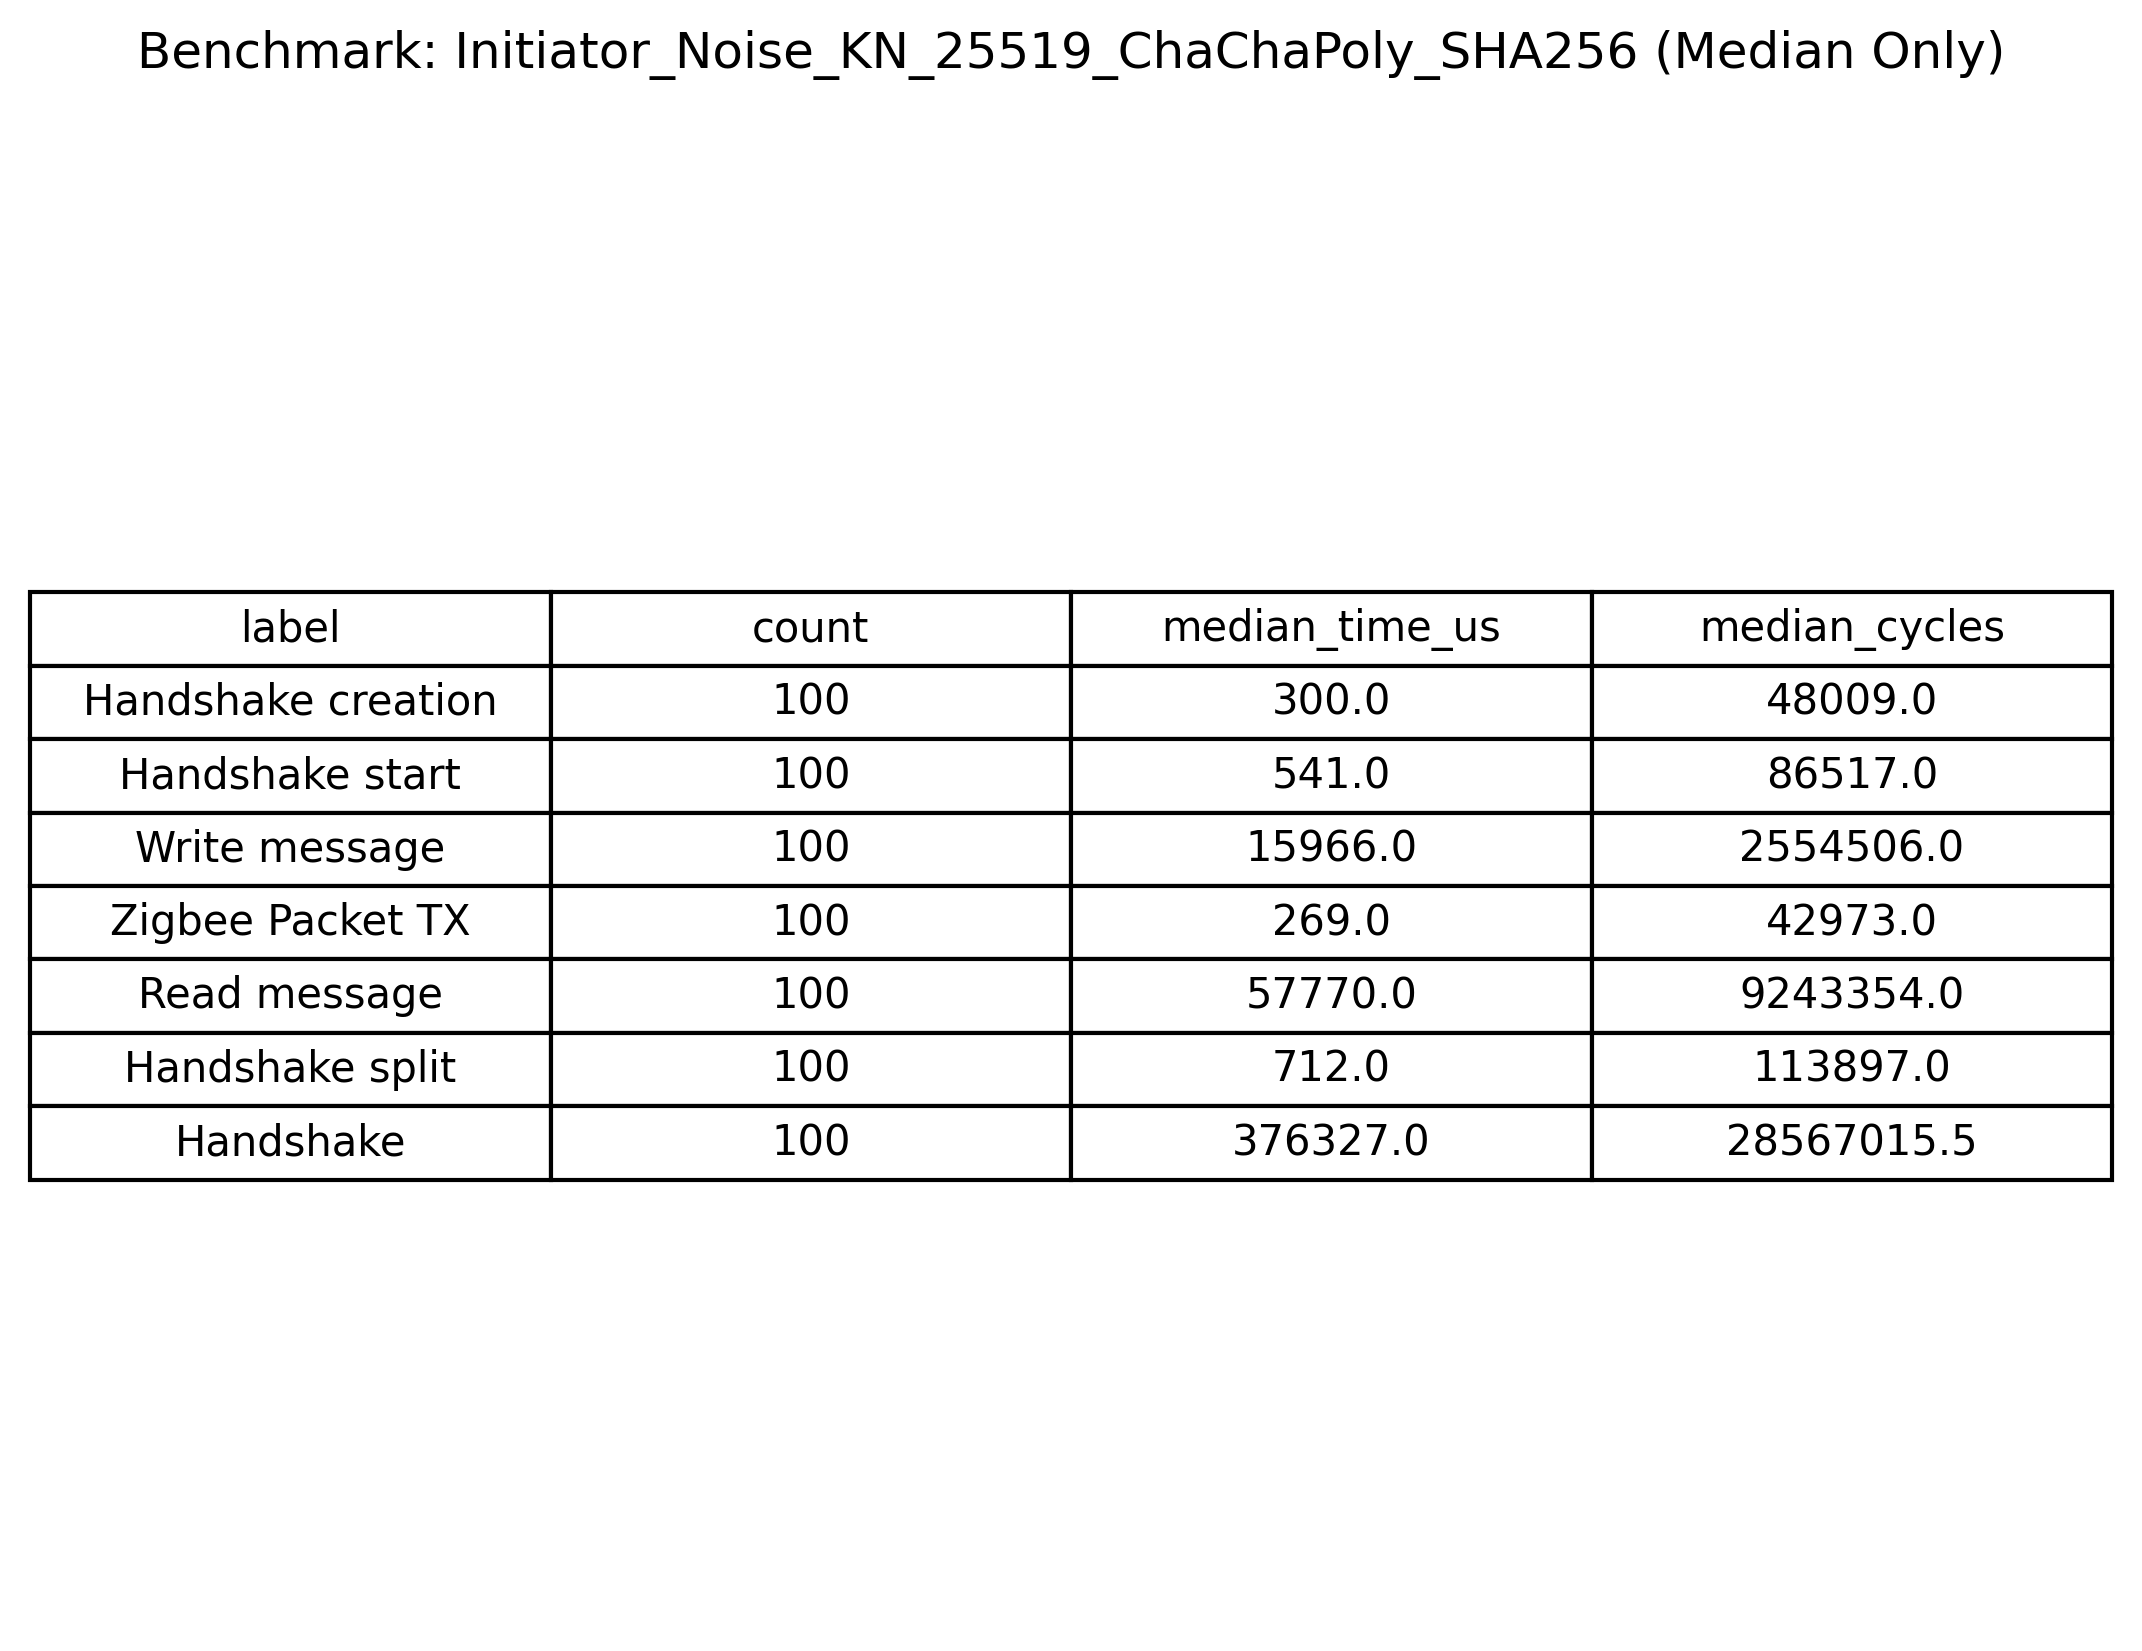 Benchmark: Initiator_Noise_KN_25519_ChaChaPoly_SHA256 (Median Only)
label count median_time_us median_cycles
Handshake creation 100 300.0 48009.0
Handshake start 100 541.0 86517.0
Write message 100 15966.0 2554506.0
Zigbee Packet TX 100 269.0 42973.0
Read message 100 57770.0 9243354.0
Handshake split 100 712.0 113897.0
Handshake 100 376327.0 28567015.5